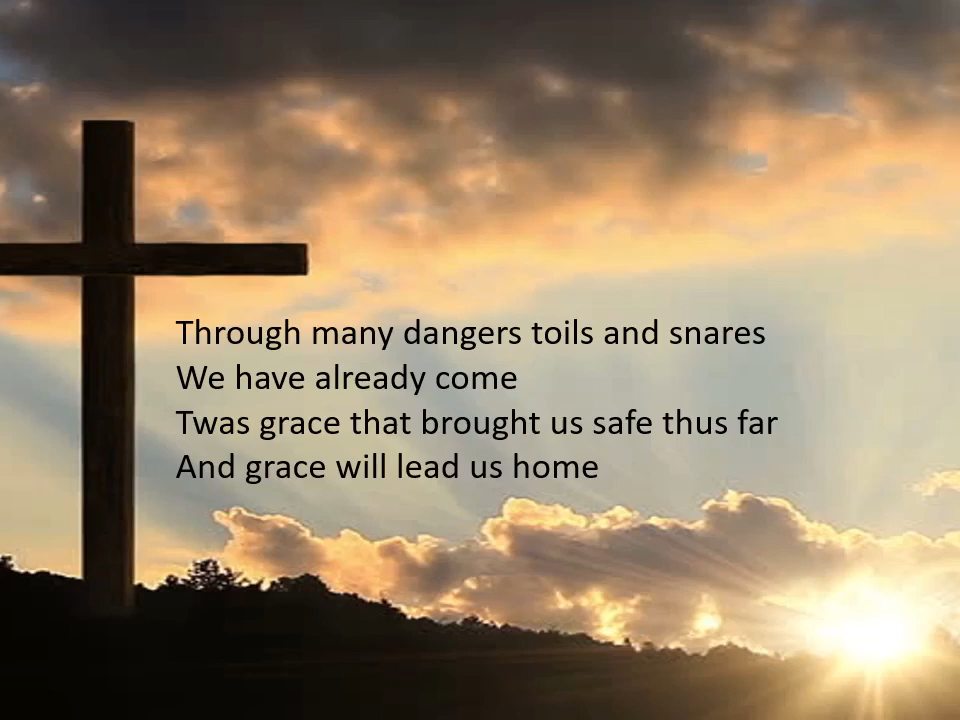 Through many dangers toils and snares
We have already come
Twas grace that brought us safe thus far
And grace will lead us home